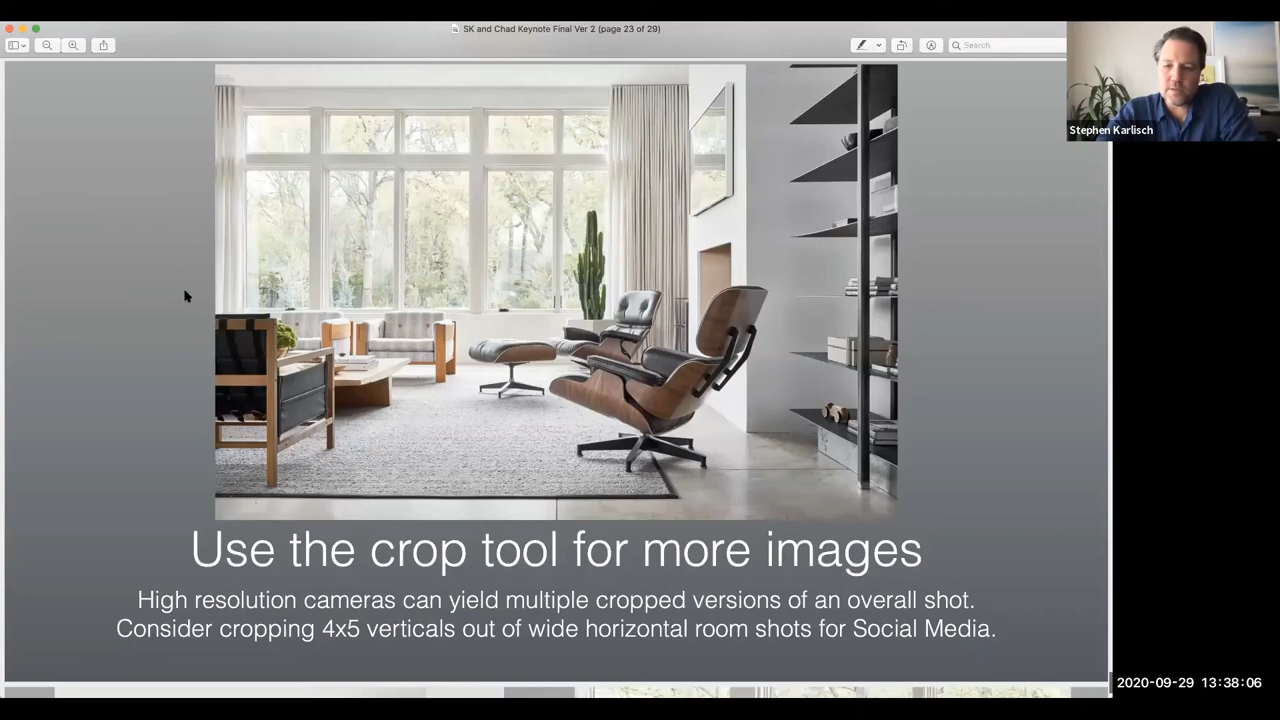 SK and Chad Keynote Final Ver 2 (page 23 of 29)
Search
Stephen Karlisch
Use the crop tool for more images
High resolution cameras can yield multiple cropped versions of an overall shot.
Consider cropping 4x5 verticals out of wide horizontal room shots for Social Media.
2020-09-29 13:38:06